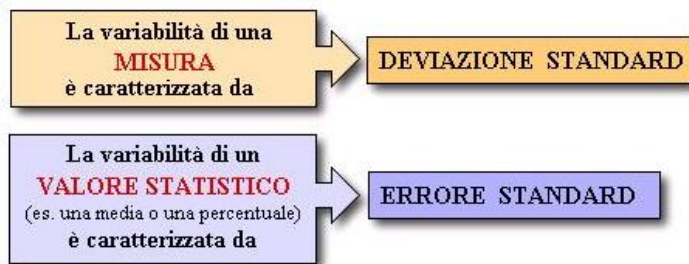 La variabilità di una
MISURA
è caratterizzata da
DEVIAZIONE STANDARD
La variabilità di un
VALORE STATISTICO
(es. una media o una percentuale)
è caratterizzata da
ERRORE STANDARD